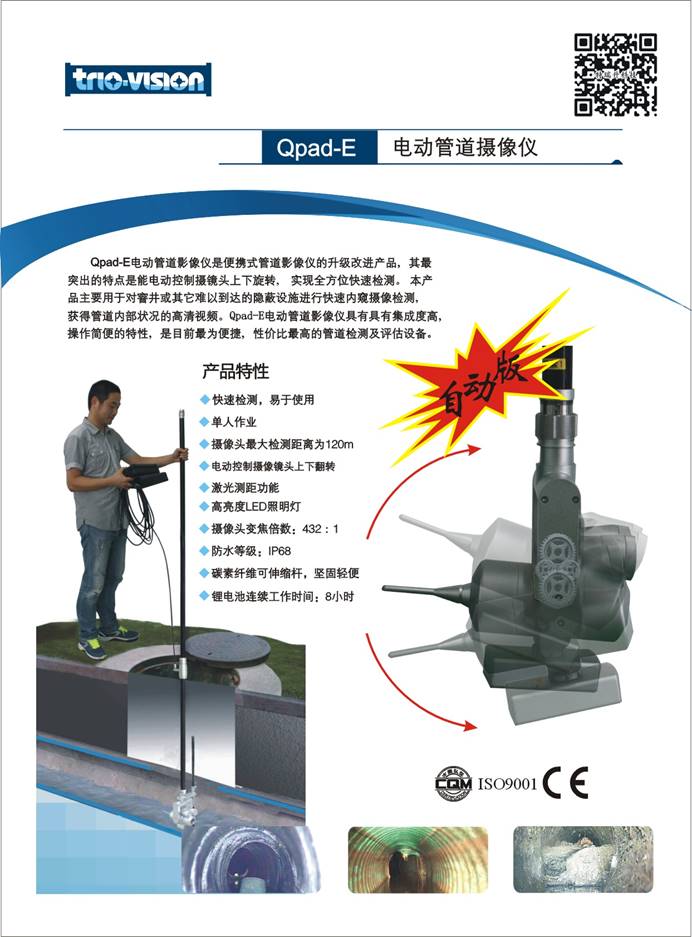 trio-vision
Qpad-E 电动管道摄像仪
Qpad-E电动管道影像仪是便携式管道影像仪的升级改进产品，其最
突出的特点是能电动控制摄镜头上下旋转， 实现全方位快速检测。 本产
品主要用于对窨井或其它难以到达的隐蔽设施进行快速内窥摄像检测，
获得管道内部状况的高清视频。Qpad-E电动管道影像仪具有具有集成度高，
操作简便的特性，是目前最为便捷，性价比最高的管道检测及评估设备。
产品特性
快速检测，易于使用
单人作业
摄像头最大检测距离为120m
电动控制摄像镜头上下翻转
激光测距功能
高亮度LED照明灯
摄像头变焦倍数：432：1
防水等级：IP68
碳素纤维可伸缩杆，坚固轻便
锂电池连续工作时间：8小时
自动版
CQM ISO9001 CE